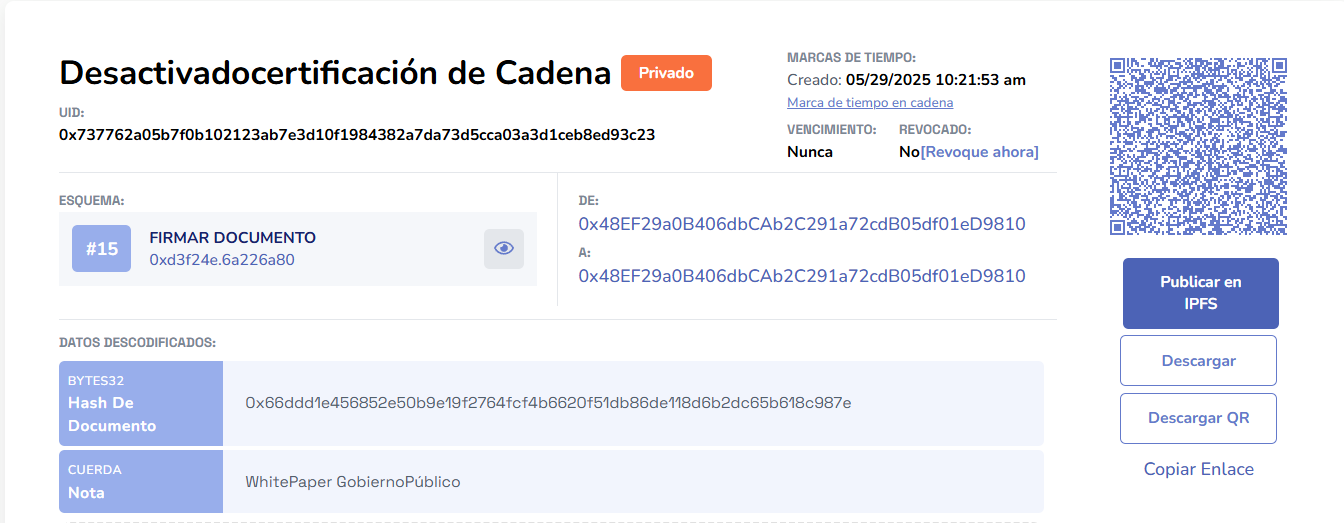 Desactivadocertificación de Cadena Privado
UID:
0x737762a05b7f0b102123ab7e3d10f1984382a7da73d5cca03a3d1ceb8ed93c23
MARCAS DE TIEMPO:
Creado: 05/29/2025 10:21:53 am
Marca de tiempo en cadena
VENCIMIENTO: REVOCADO:
Nunca No[Revoque ahora]
ESQUEMA:
#15 FIRMAR DOCUMENTO
0xd3f24e.6a226a80
DE:
0x48EF29a0B406dbCAb2C291a72cdB05df01eD9810
A:
0x48EF29a0B406dbCAb2C291a72cdB05df01eD9810
DATOS DESCODIFICADOS:
BYTES32
Hash De
Documento
0x66ddd1e456852e50b9e19f2764fcf4b6620f51db86de118d6b2dc65b618c987e
CUERDA
Nota
WhitePaper GobiernoPúblico
Publicar en
IPFS
Descargar
Descargar QR
Copiar Enlace